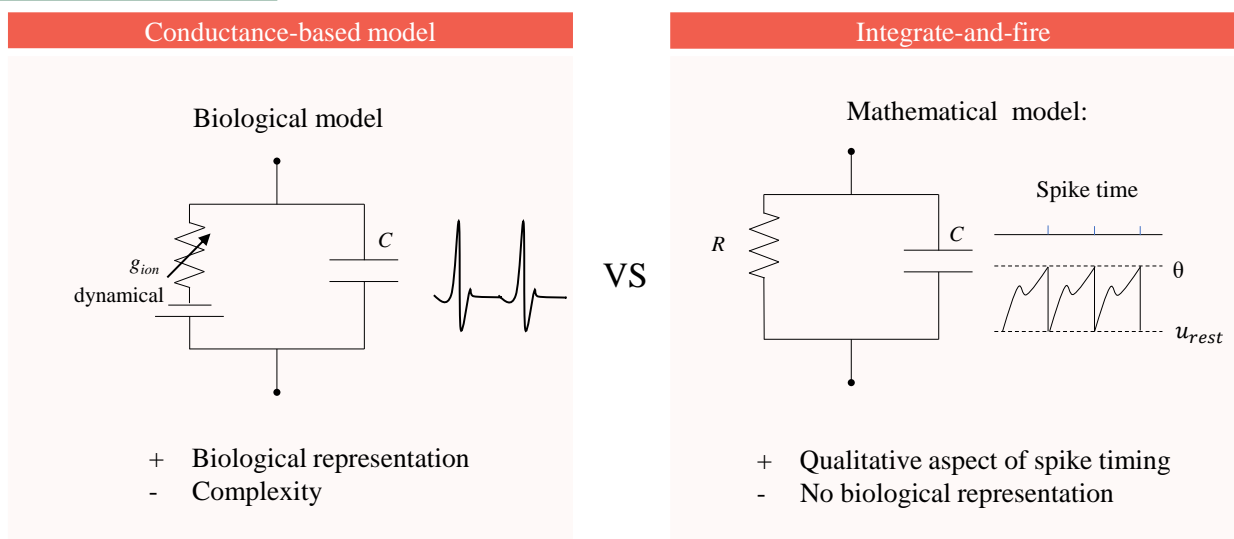 Conductance-based model
Biological model
C
g_ion
dynamical
+ Biological representation
- Complexity
VS
Integrate-and-fire
Mathematical model:
Spike time
R
C
θ
u_rest
+ Qualitative aspect of spike timing
- No biological representation